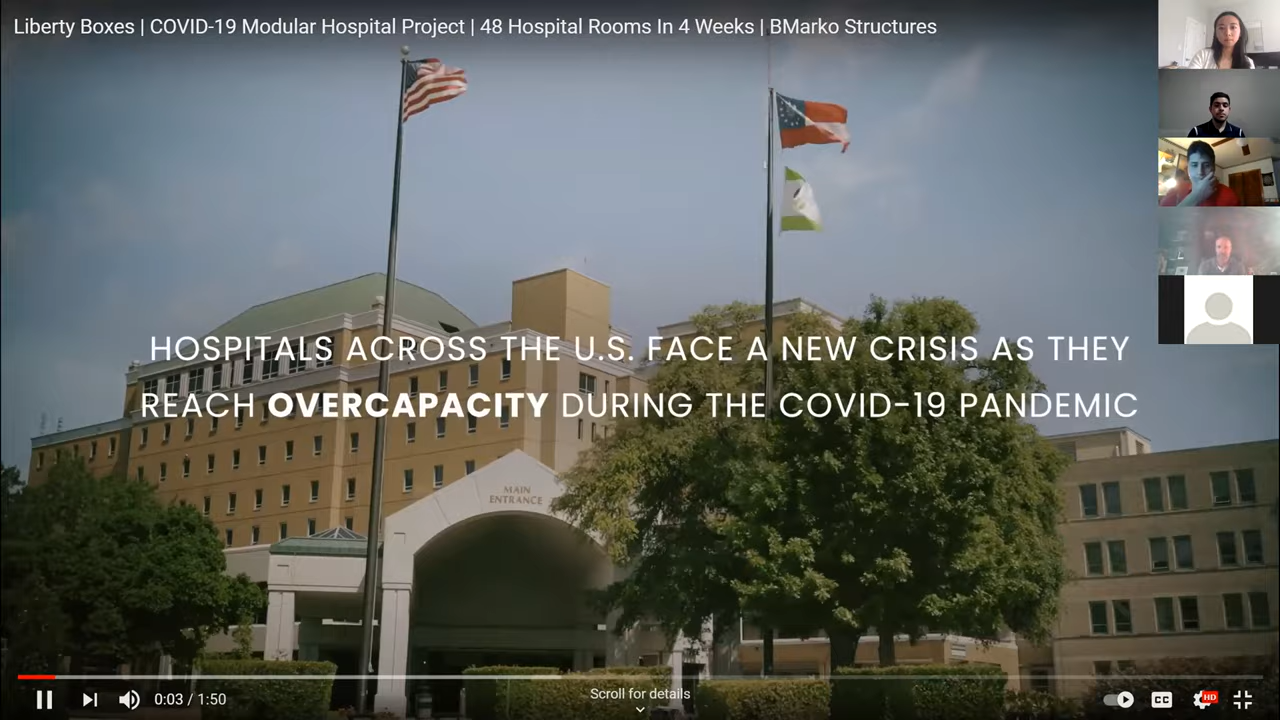 Liberty Boxes | COVID-19 Modular Hospital Project | 48 Hospital Rooms In 4 Weeks | BMarko Structures
HOSPITALS ACROSS THE U.S. FACE A NEW CRISIS AS THEY
REACH OVERCAPACITY DURING THE COVID-19 PANDEMIC
MAIN
ENTRANCE
0:03 / 1:50
Scroll for details
CC
HD